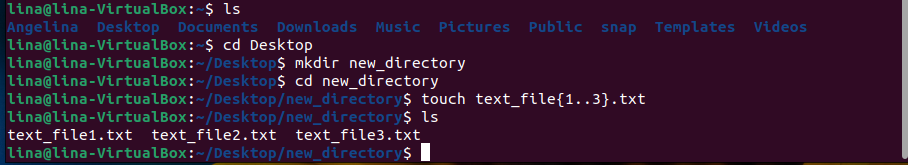 lina@lina-VirtualBox:~$ ls
Angelina  Desktop  Documents  Downloads  Music  Pictures  Public  snap  Templates  Videos
lina@lina-VirtualBox:~$ cd Desktop
lina@lina-VirtualBox:~/Desktop$ mkdir new_directory
lina@lina-VirtualBox:~/Desktop$ cd new_directory
lina@lina-VirtualBox:~/Desktop/new_directory$ touch text_file{1..3}.txt
lina@lina-VirtualBox:~/Desktop/new_directory$ ls
text_file1.txt  text_file2.txt  text_file3.txt
lina@lina-VirtualBox:~/Desktop/new_directory$